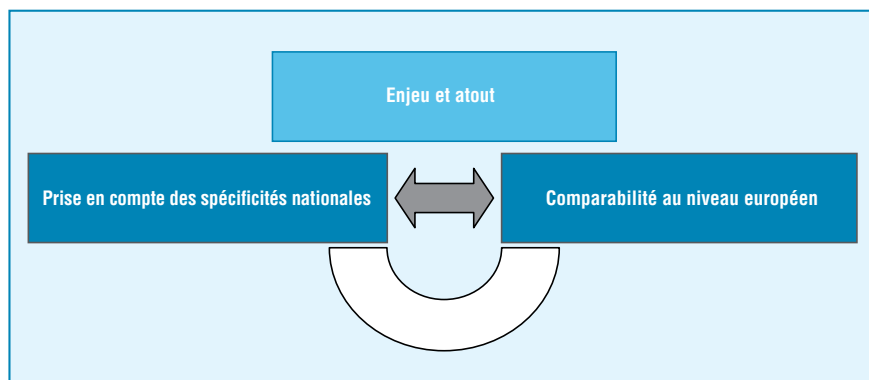 Enjeu et atout
Prise en compte des spécificités nationales
Comparabilité au niveau européen